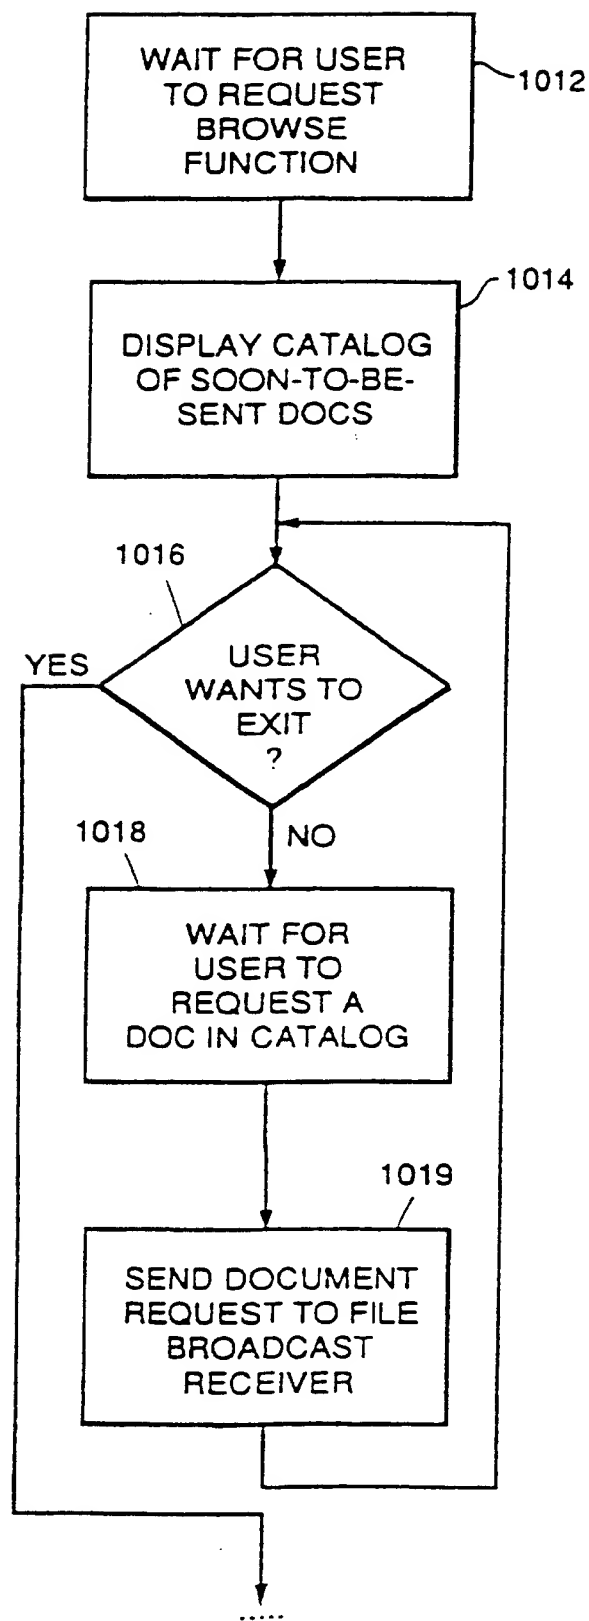 WAIT FOR USER
TO REQUEST
BROWSE
FUNCTION
1012
1014
DISPLAY CATALOG
OF SOON-TO-BE-
SENT DOCS
1016
YES
USER
WANTS TO
EXIT
?
NO
1018
WAIT FOR
USER TO
REQUEST A
DOC IN CATALOG
1019
SEND DOCUMENT
REQUEST TO FILE
BROADCAST
RECEIVER
.....